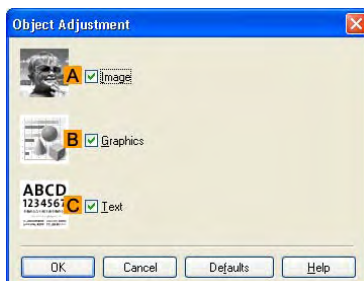 Object Adjustment
A Image
B Graphics
ABCD
1234567
C Text
OK Cancel Defaults Help